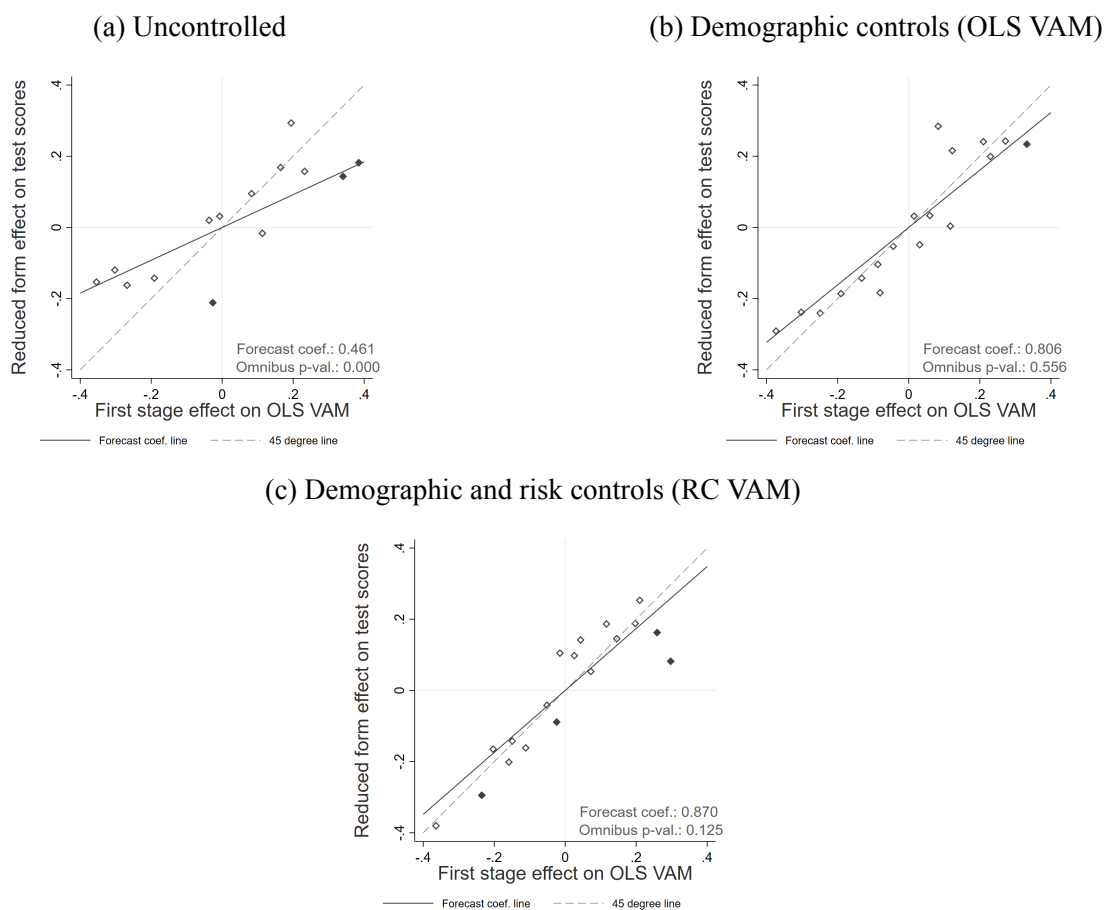 (a) Uncontrolled
Reduced form effect on test scores
.4
.2
0
-.2
-.4
Forecast coef.: 0.461
Omnibus p-val.: 0.000
-.4 -.2 0 .2 .4
First stage effect on OLS VAM
Forecast coef. line 45 degree line
(b) Demographic controls (OLS VAM)
Reduced form effect on test scores
.4
.2
0
-.2
-.4
Forecast coef.: 0.806
Omnibus p-val.: 0.556
-.4 -.2 0 .2 .4
First stage effect on OLS VAM
Forecast coef. line 45 degree line
(c) Demographic and risk controls (RC VAM)
Reduced form effect on test scores
.4
.2
0
-.2
-.4
Forecast coef.: 0.870
Omnibus p-val.: 0.125
-.4 -.2 0 .2 .4
First stage effect on OLS VAM
Forecast coef. line 45 degree line